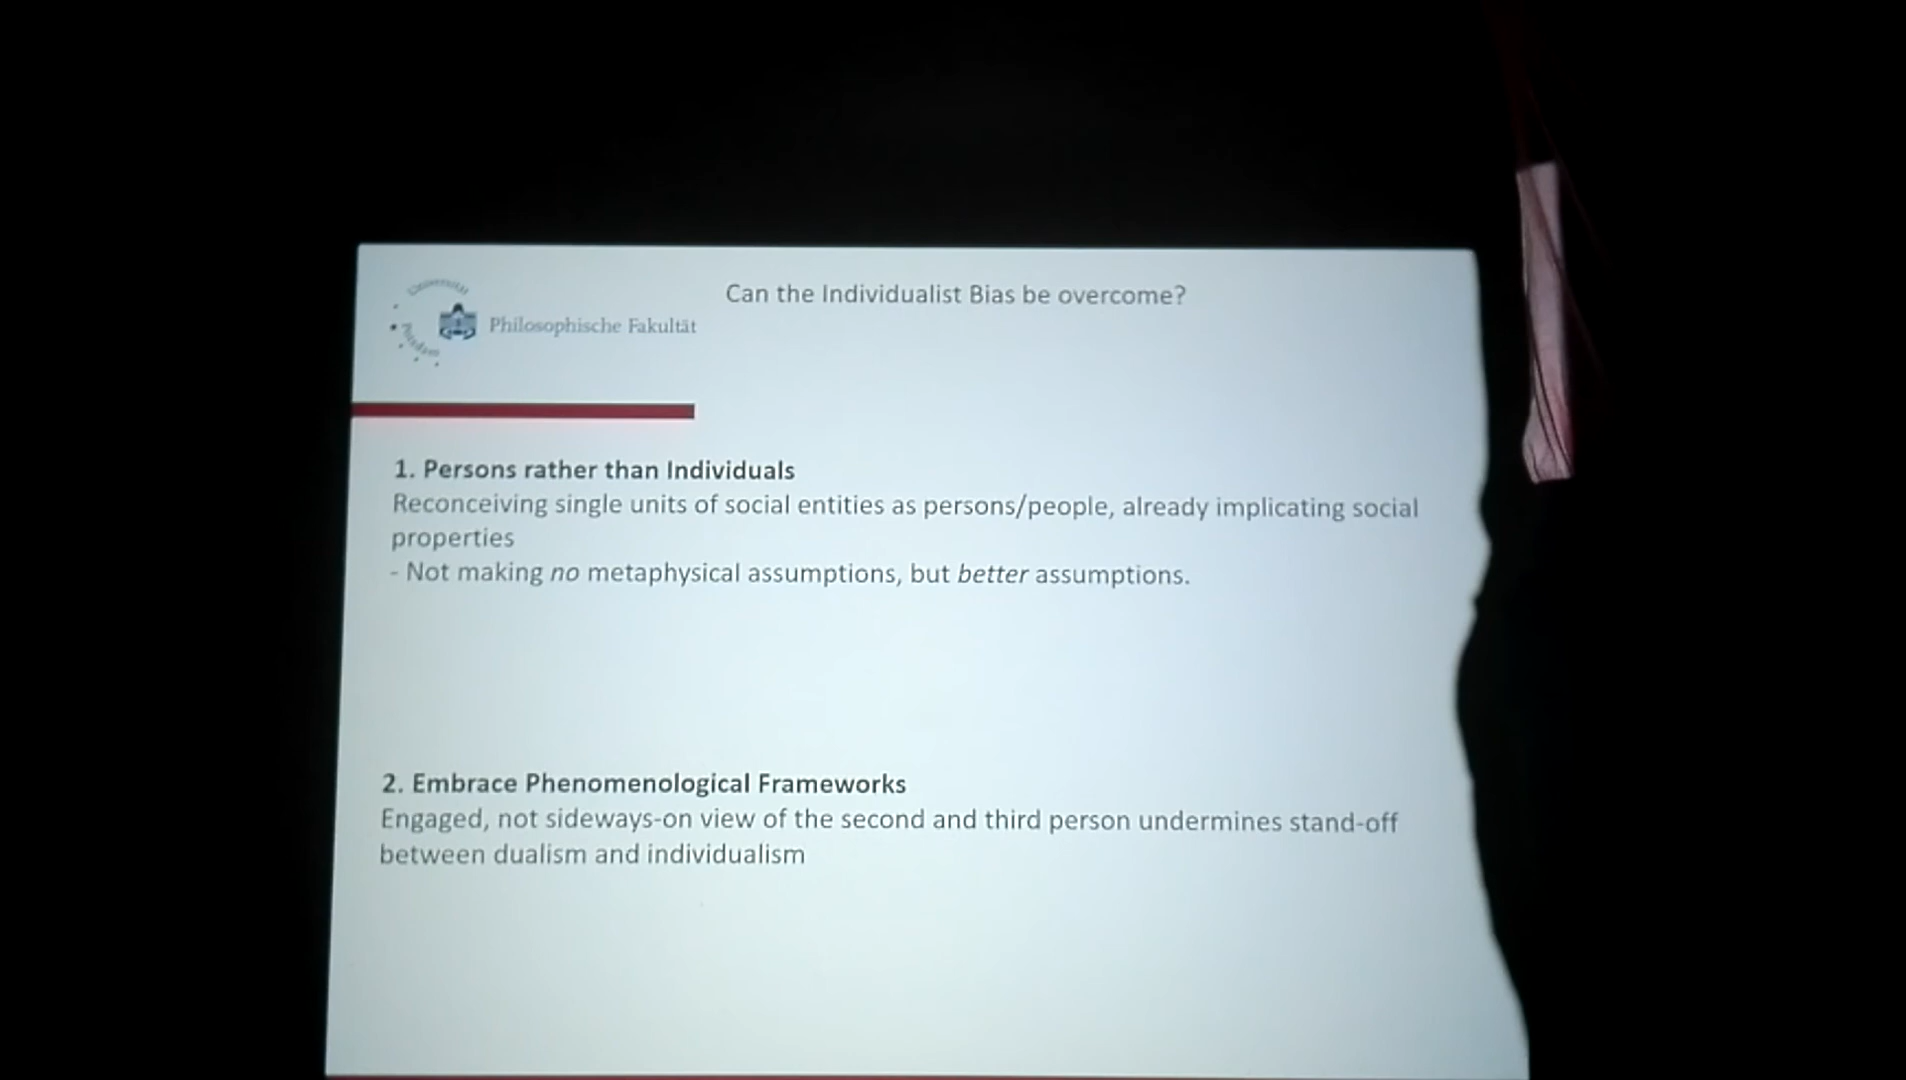 Can the Individualist Bias be overcome?
Universität
Potsdam
Philosophische Fakultät
1. Persons rather than Individuals
Reconceiving single units of social entities as persons/people, already implicating social
properties
- Not making no metaphysical assumptions, but better assumptions.
2. Embrace Phenomenological Frameworks
Engaged, not sideways-on view of the second and third person undermines stand-off
between dualism and individualism